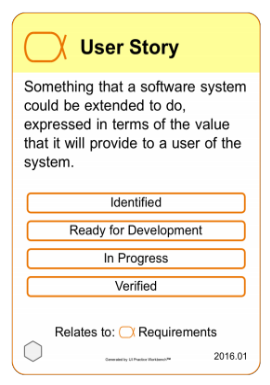 User Story
Something that a software system
could be extended to do,
expressed in terms of the value
that it will provide to a user of the
system.
Identified
Ready for Development
In Progress
Verified
Relates to: Requirements
Generated by IJI Practice Workbench™
2016.01